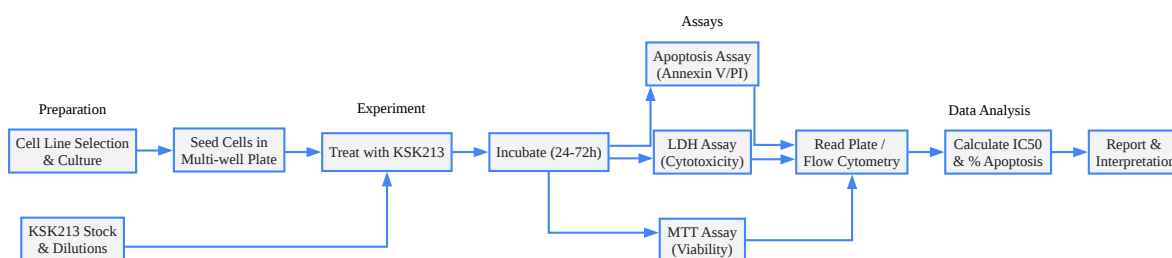 Preparation
Cell Line Selection
& Culture
Seed Cells in
Multi-well Plate
KSK213 Stock
& Dilutions
Experiment
Treat with KSK213
Incubate (24-72h)
Assays
Apoptosis Assay
(Annexin V/PI)
LDH Assay
(Cytotoxicity)
MTT Assay
(Viability)
Read Plate /
Flow Cytometry
Data Analysis
Calculate IC50
& % Apoptosis
Report &
Interpretation